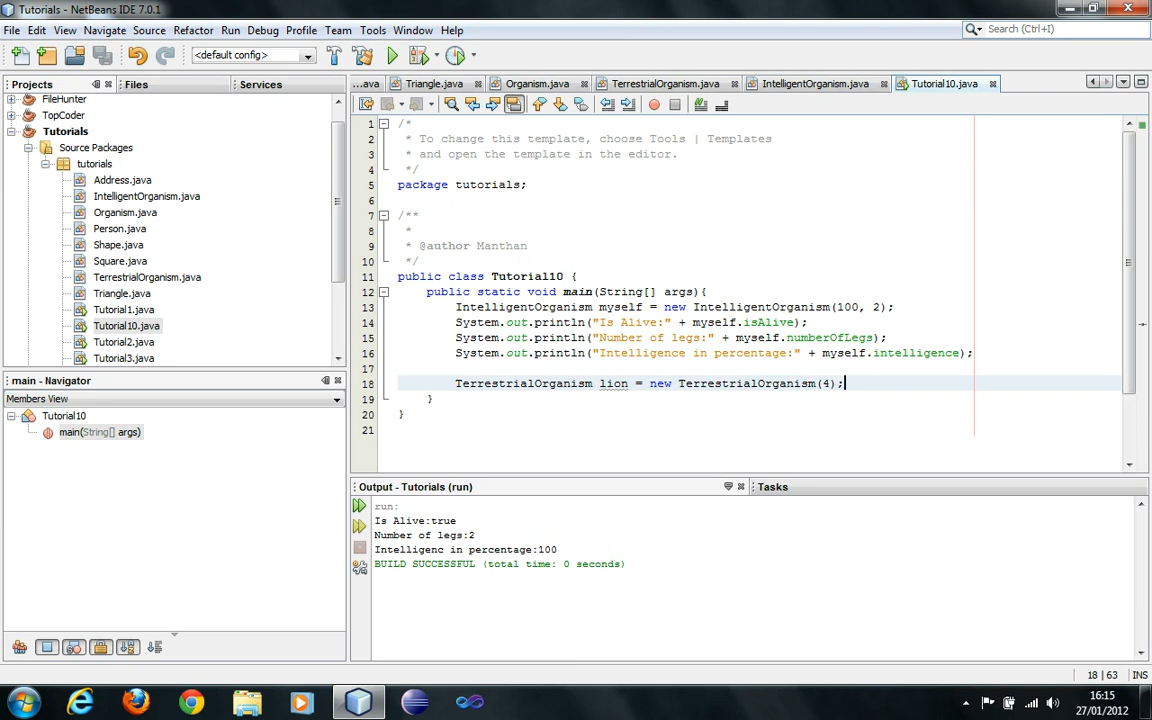 Tutorials - NetBeans IDE 7.0.1
File Edit View Navigate Source Refactor Run Debug Profile Team Tools Window Help
Search (Ctrl+I)
<default config>
Projects
Files
Services
FileHunter
TopCoder
Tutorials
Source Packages
tutorials
Address.java
IntelligentOrganism.java
Organism.java
Person.java
Shape.java
Square.java
TerrestrialOrganism.java
Triangle.java
Tutorial1.java
Tutorial10.java
Tutorial2.java
Tutorial3.java
main - Navigator
Members View
Tutorial10
main(String[] args)
...ava Triangle.java Organism.java TerrestrialOrganism.java IntelligentOrganism.java Tutorial10.java
1 /*
2 * To change this template, choose Tools | Templates
3 * and open the template in the editor.
4 */
5 package tutorials;
6
7 /**
8 *
9 * @author Manthan
10 */
11 public class Tutorial10 {
12 public static void main(String[] args){
13 IntelligentOrganism myself = new IntelligentOrganism(100, 2);
14 System.out.println("Is Alive:" + myself.isAlive);
15 System.out.println("Number of legs:" + myself.numberOfLegs);
16 System.out.println("Intelligence in percentage:" + myself.intelligence);
17
18 TerrestrialOrganism lion = new TerrestrialOrganism(4);
19 }
20 }
21
Output - Tutorials (run)
Tasks
run:
Is Alive:true
Number of legs:2
Intelligenc in percentage:100
BUILD SUCCESSFUL (total time: 0 seconds)
18 | 63 INS
16:15
27/01/2012